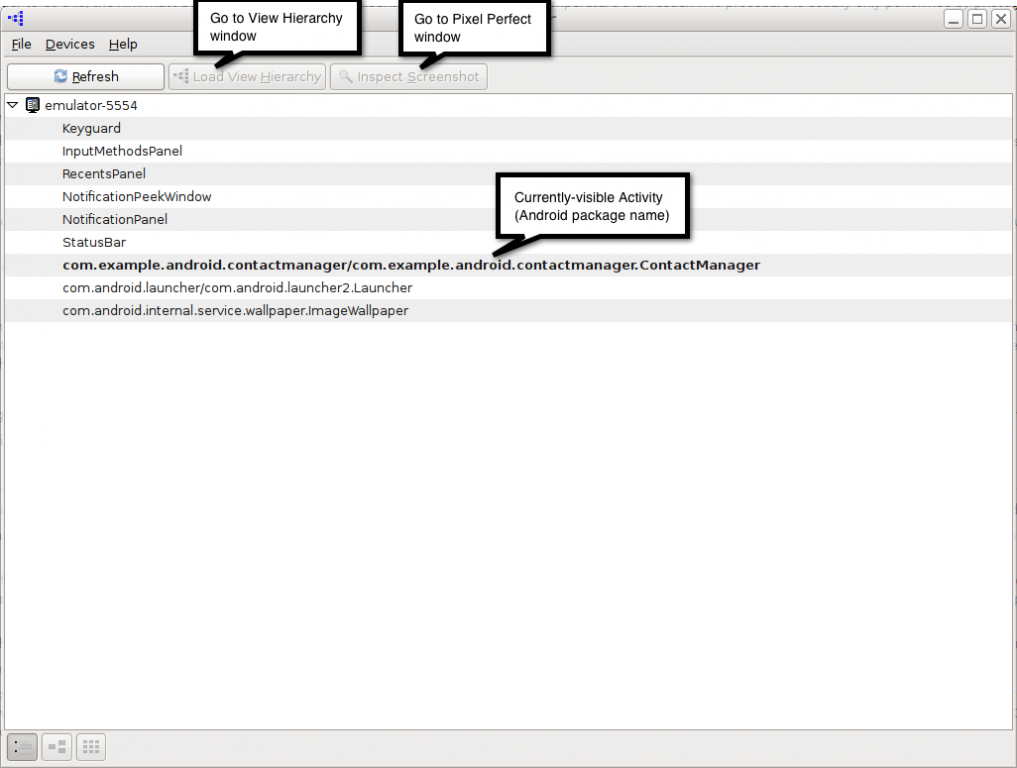 Go to View Hierarchy
window
Go to Pixel Perfect
window
File Devices Help
Refresh Load View Hierarchy Inspect Screenshot
emulator-5554
Keyguard
InputMethodsPanel
RecentsPanel
NotificationPeekWindow
NotificationPanel
StatusBar
Currently-visible Activity
(Android package name)
com.example.android.contactmanager/com.example.android.contactmanager.ContactManager
com.android.launcher/com.android.launcher2.Launcher
com.android.internal.service.wallpaper.ImageWallpaper